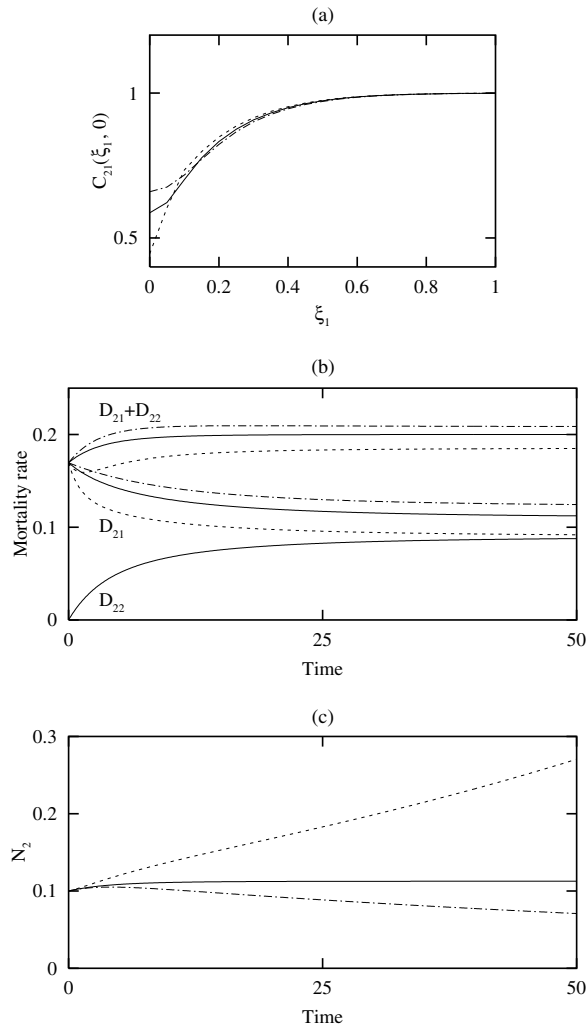 (a)
1
0.5
C₂₁(ξ₁, 0)
0 0.2 0.4 0.6 0.8 1
ξ₁
(b)
D₂₁+D₂₂
0.2
0.1
0
Mortality rate
D₂₁
D₂₂
0 25 50
Time
(c)
0.3
0.2
0.1
0
N₂
0 25 50
Time